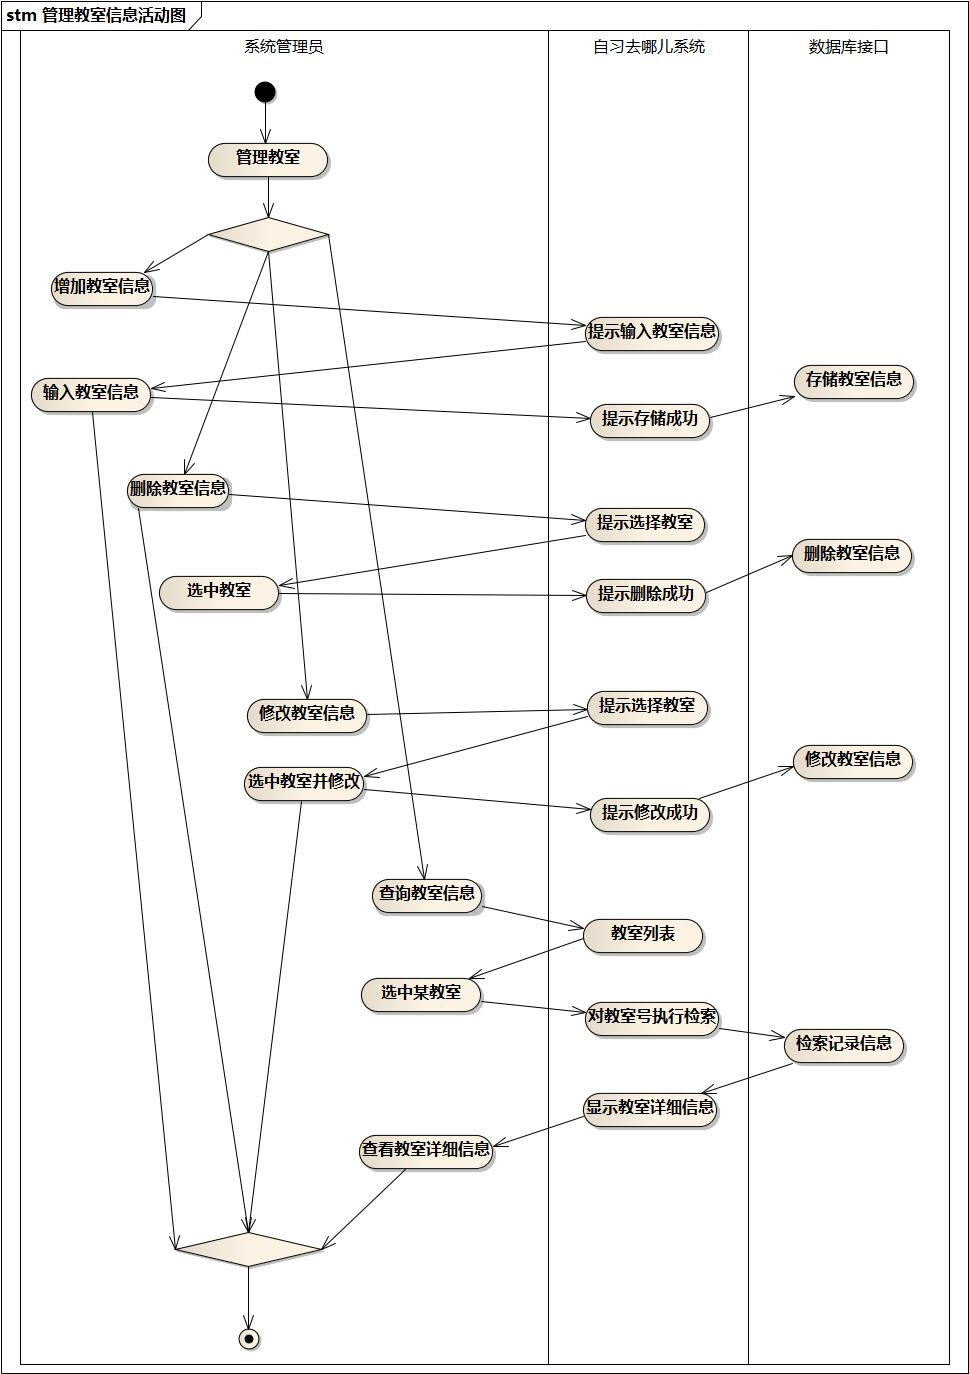 stm 管理教室信息活动图
系统管理员
自习去哪儿系统
数据库接口
管理教室
增加教室信息
提示输入教室信息
输入教室信息
存储教室信息
提示存储成功
删除教室信息
提示选择教室
删除教室信息
选中教室
提示删除成功
修改教室信息
提示选择教室
选中教室并修改
修改教室信息
提示修改成功
查询教室信息
教室列表
选中某教室
对教室号执行检索
检索记录信息
显示教室详细信息
查看教室详细信息